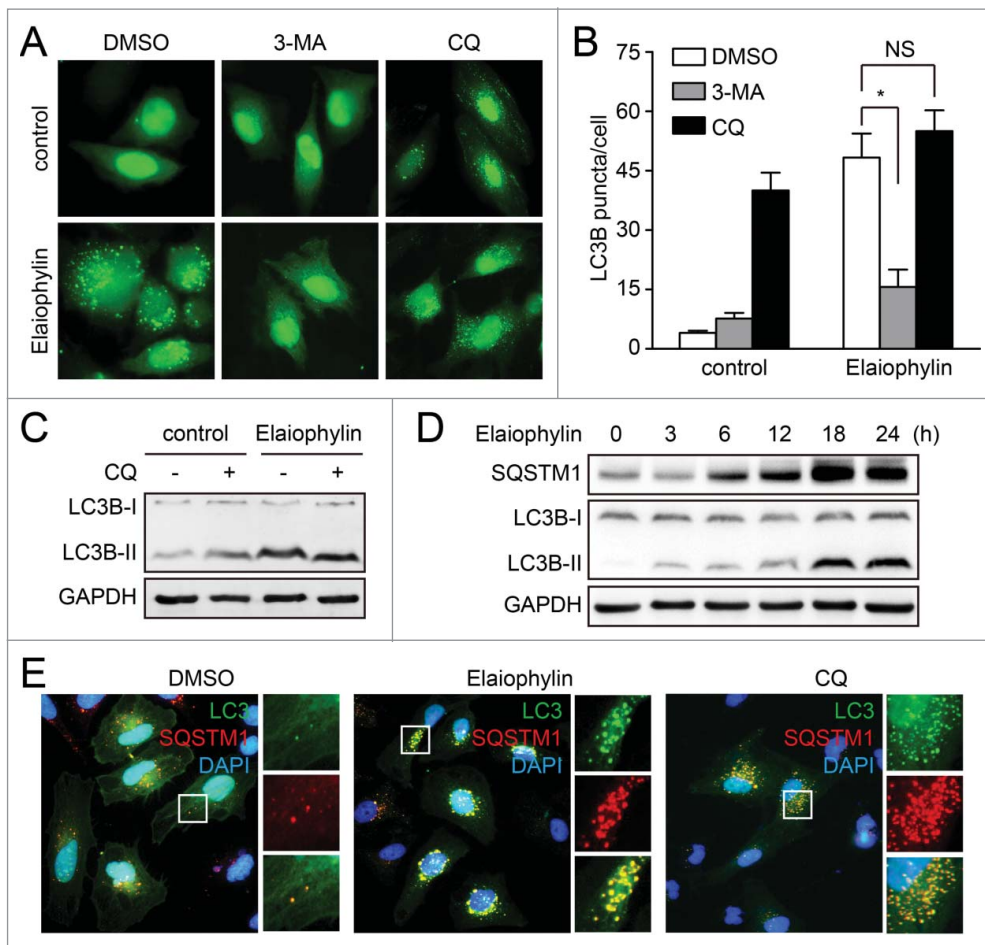 A
DMSO 3-MA CQ
control
Elaiophylin
B
75
60
45
30
15
0
LC3B puncta/cell
DMSO
3-MA
CQ
NS
*
control Elaiophylin
C
control Elaiophylin
CQ - + - +
LC3B-I
LC3B-II
GAPDH
D
Elaiophylin 0 3 6 12 18 24 (h)
SQSTM1
LC3B-I
LC3B-II
GAPDH
E
DMSO
LC3
SQSTM1
DAPI
Elaiophylin
LC3
SQSTM1
DAPI
CQ
LC3
SQSTM1
DAPI